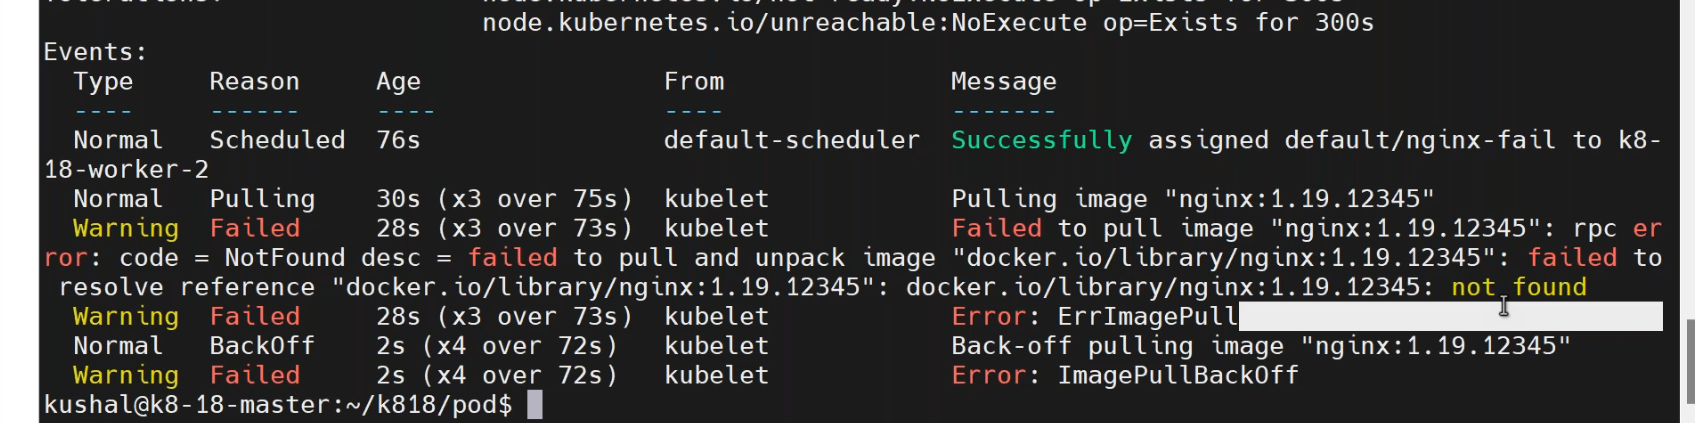 node.kubernetes.io/unreachable:NoExecute op=Exists for 300s
Events:
Type Reason Age From Message
---- ------ ---- ---- -------
Normal Scheduled 76s default-scheduler Successfully assigned default/nginx-fail to k8-
18-worker-2
Normal Pulling 30s (x3 over 75s) kubelet Pulling image "nginx:1.19.12345"
Warning Failed 28s (x3 over 73s) kubelet Failed to pull image "nginx:1.19.12345": rpc er
ror: code = NotFound desc = failed to pull and unpack image "docker.io/library/nginx:1.19.12345": failed to
resolve reference "docker.io/library/nginx:1.19.12345": docker.io/library/nginx:1.19.12345: not found
Warning Failed 28s (x3 over 73s) kubelet Error: ErrImagePull
Normal BackOff 2s (x4 over 72s) kubelet Back-off pulling image "nginx:1.19.12345"
Warning Failed 2s (x4 over 72s) kubelet Error: ImagePullBackOff
kushal@k8-18-master:~/k818/pod$